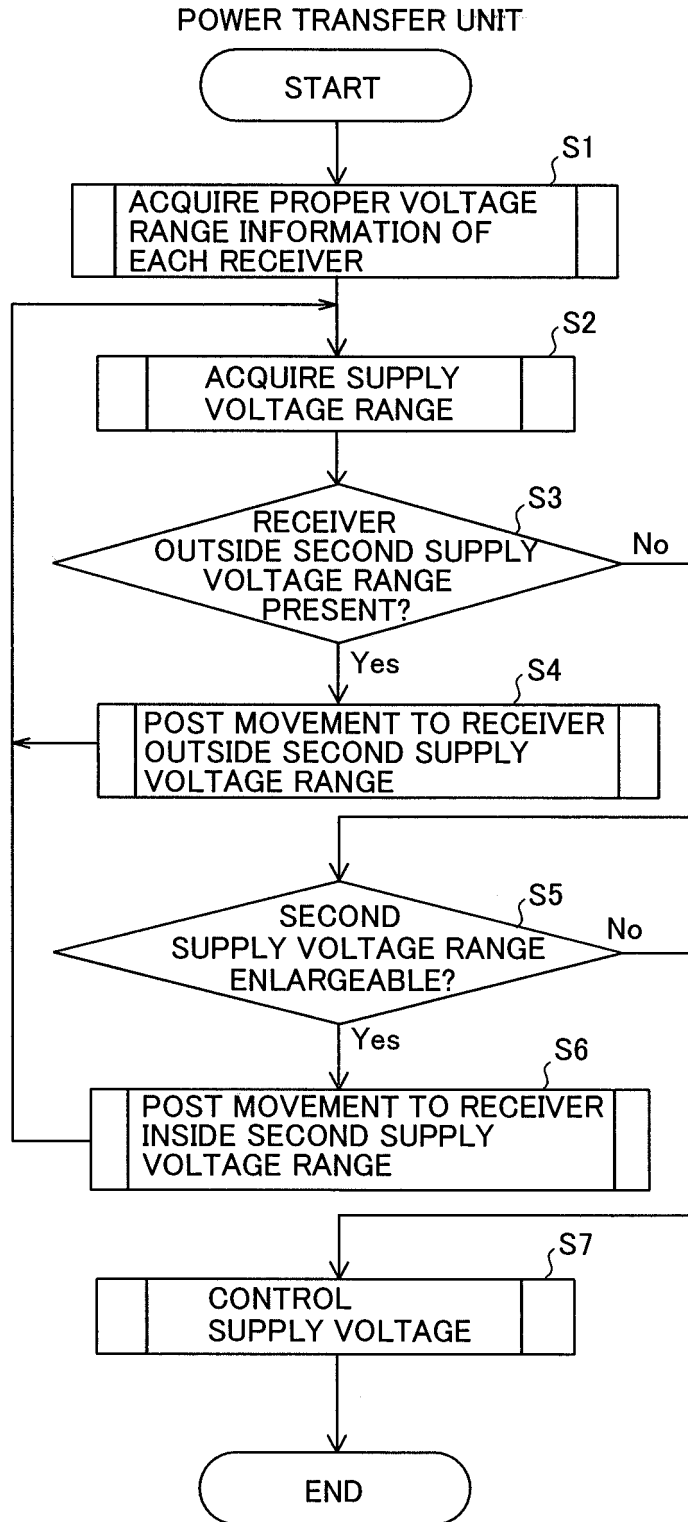 POWER TRANSFER UNIT
START
S1
ACQUIRE PROPER VOLTAGE
RANGE INFORMATION OF
EACH RECEIVER
S2
ACQUIRE SUPPLY
VOLTAGE RANGE
S3
RECEIVER
OUTSIDE SECOND SUPPLY
VOLTAGE RANGE
PRESENT?
No
Yes
S4
POST MOVEMENT TO RECEIVER
OUTSIDE SECOND SUPPLY
VOLTAGE RANGE
S5
SECOND
SUPPLY VOLTAGE RANGE
ENLARGEABLE?
No
Yes
S6
POST MOVEMENT TO RECEIVER
INSIDE SECOND SUPPLY
VOLTAGE RANGE
S7
CONTROL
SUPPLY VOLTAGE
END